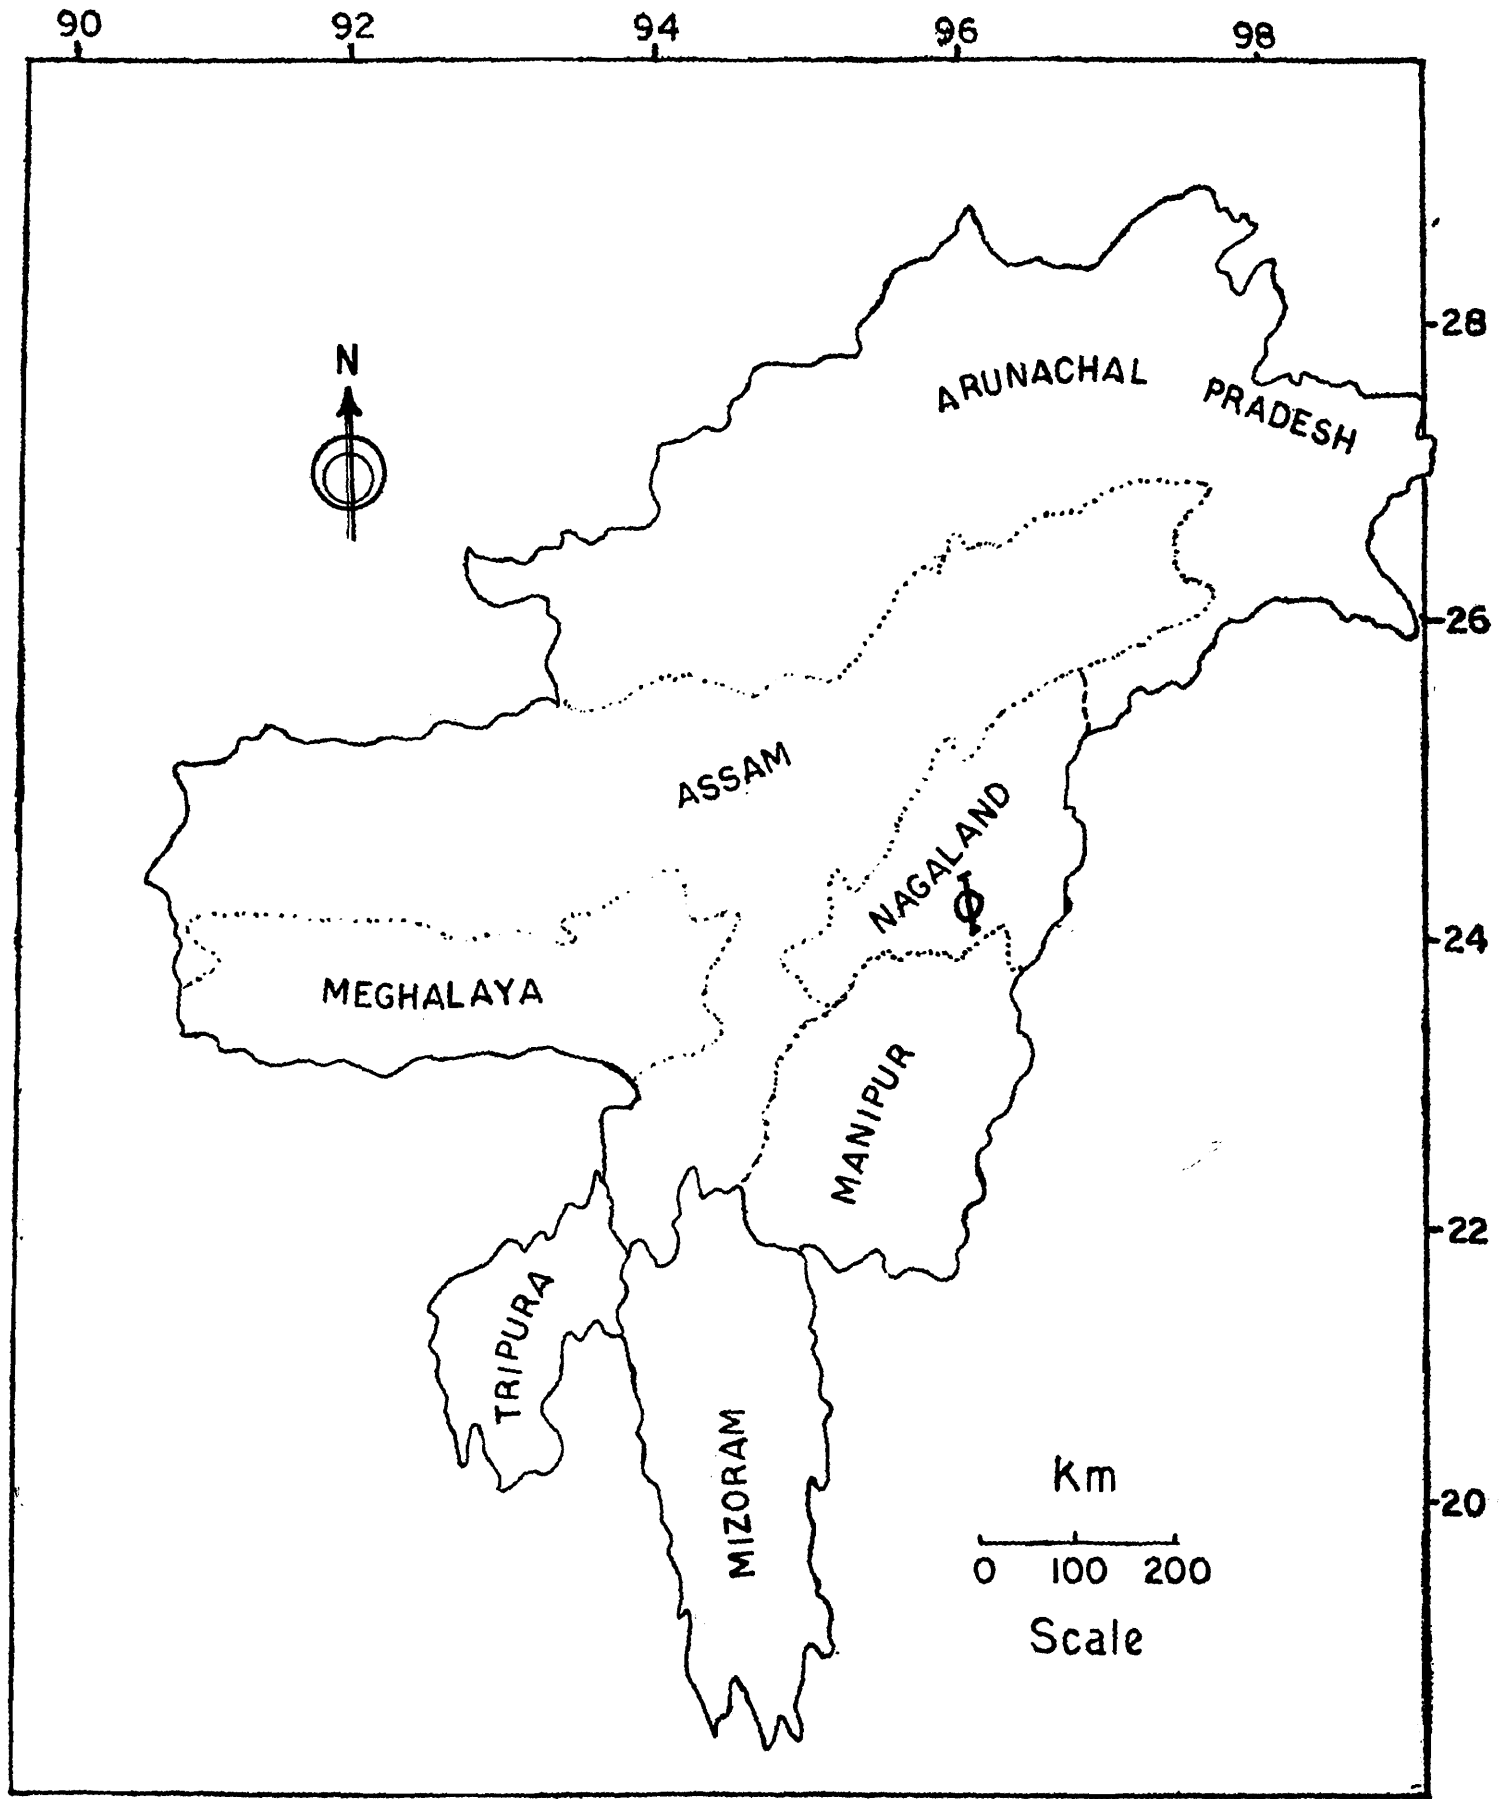 90 92 94 96 98
N
28
ARUNACHAL PRADESH
26
ASSAM
NAGALAND
24
MEGHALAYA
MANIPUR
22
TRIPURA
MIZORAM
Km
20
0 100 200
Scale